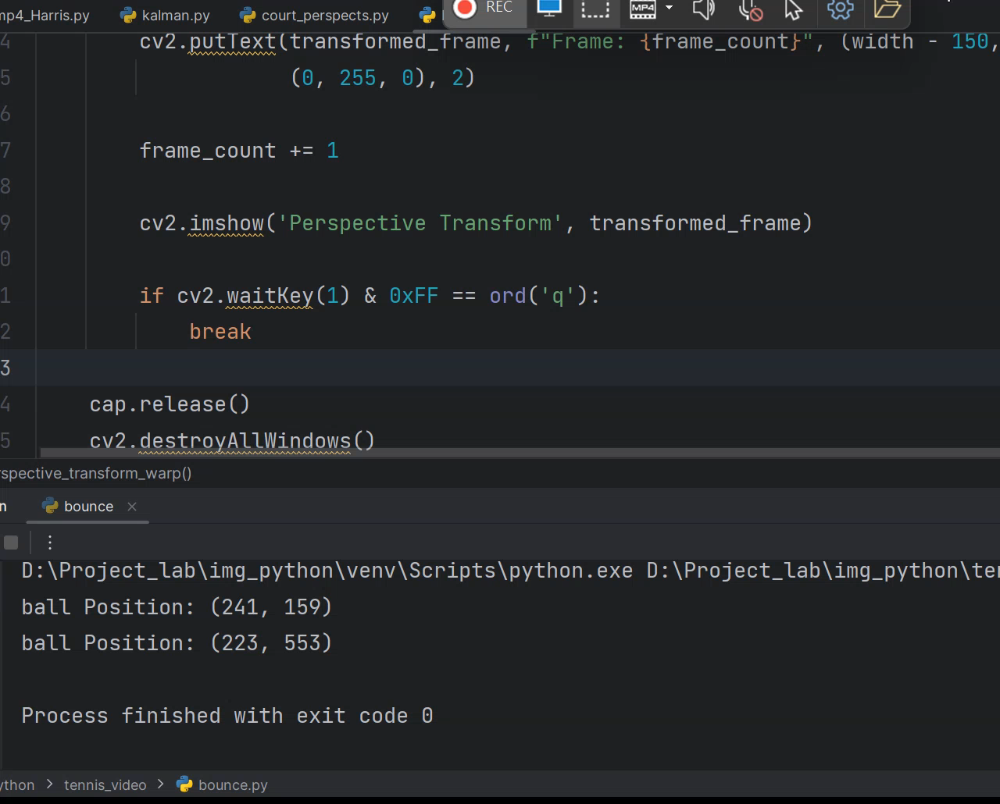 mp4_Harris.py kalman.py court_perspects.py
REC MP4
4 cv2.putText(transformed_frame, f"Frame: {frame_count}", (width - 150,
5 (0, 255, 0), 2)
6
7 frame_count += 1
8
9 cv2.imshow('Perspective Transform', transformed_frame)
0
1 if cv2.waitKey(1) & 0xFF == ord('q'):
2 break
3
4 cap.release()
5 cv2.destroyAllWindows()
rspective_transform_warp()
n bounce ×
D:\Project_lab\img_python\venv\Scripts\python.exe D:\Project_lab\img_python\te
ball Position: (241, 159)
ball Position: (223, 553)
Process finished with exit code 0
ython > tennis_video > bounce.py